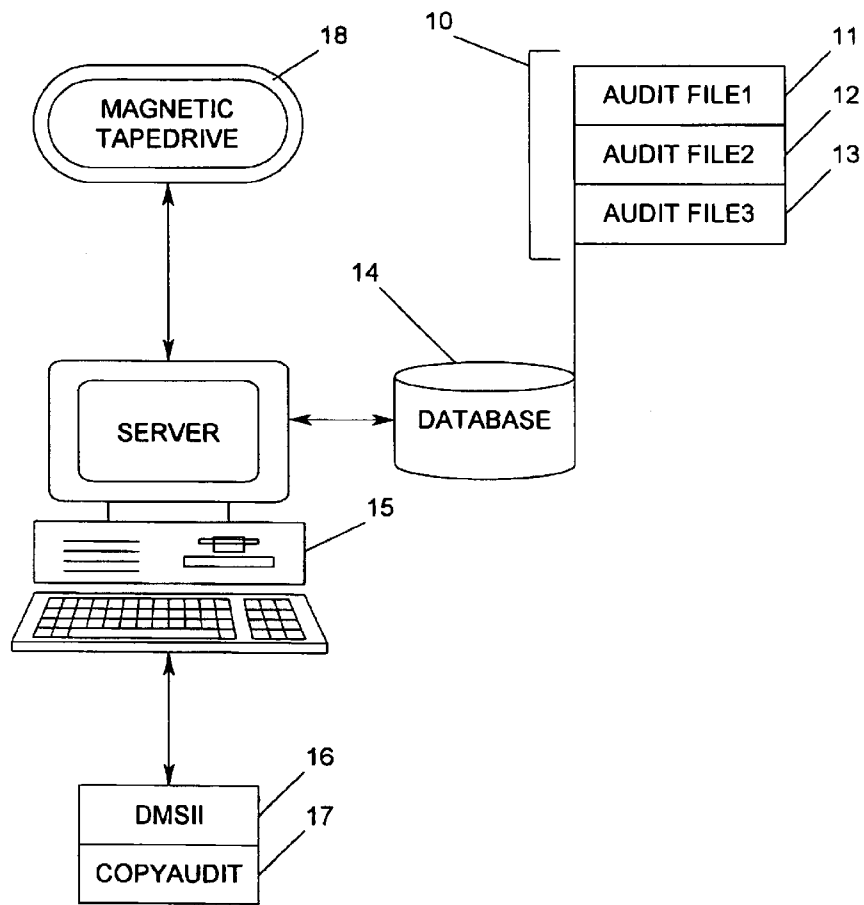 18
MAGNETIC
TAPEDRIVE
10
11
AUDIT FILE1
12
AUDIT FILE2
13
AUDIT FILE3
14
DATABASE
SERVER
15
16
DMSII
17
COPYAUDIT